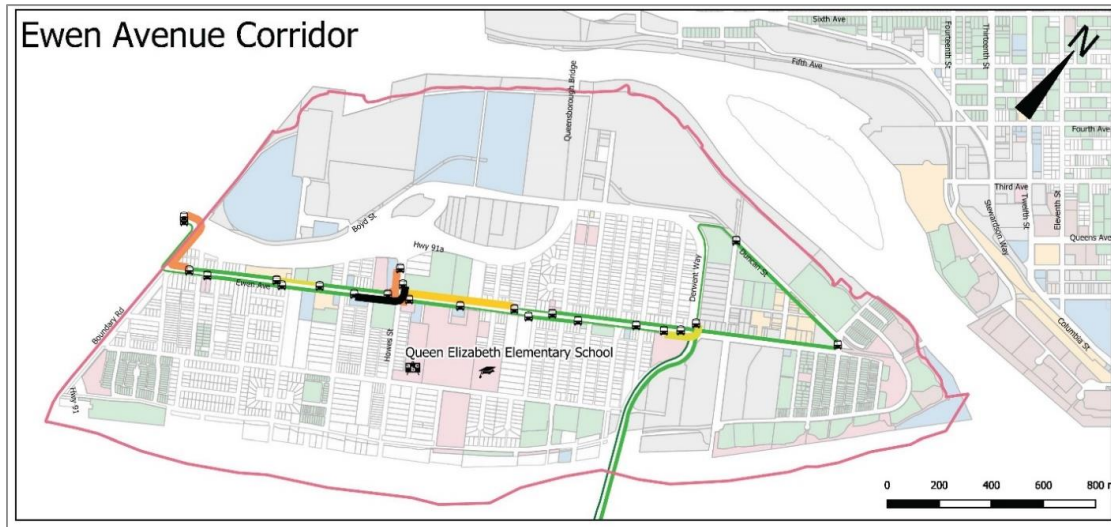 Ewen Avenue Corridor
Sixth Ave
Fourteenth St
Thirteenth St
Fifth Ave
N
Queensborough Bridge
Fourth Ave
Third Ave
Twelfth St
Eleventh St
Stewardson Way
Queens Ave
Boyd St
Hwy 91a
Derwent Way
Duncan St
Ewen Ave
Boundary Rd
Howes St
Columbia St
Queen Elizabeth Elementary School
Hwy 91
0 200 400 600 800 m